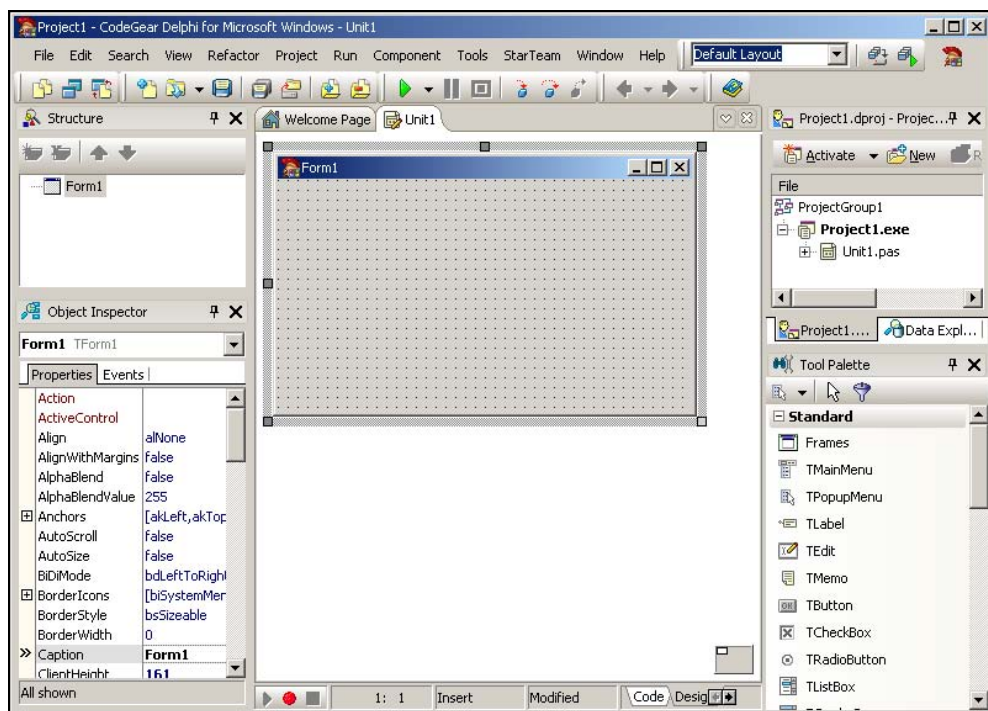 Project1 - CodeGear Delphi for Microsoft Windows - Unit1
File Edit Search View Refactor Project Run Component Tools StarTeam Window Help Default Layout
Structure
Form1
Object Inspector
Form1 TForm1
Properties Events
Action
ActiveControl
Align alNone
AlignWithMargins false
AlphaBlend false
AlphaBlendValue 255
Anchors [akLeft,akTop
AutoScroll false
AutoSize false
BiDiMode bdLeftToRigh
BorderIcons [biSystemMer
BorderStyle bsSizeable
BorderWidth 0
Caption Form1
ClientHeight 161
All shown
Welcome Page Unit1
Form1
1: 1 Insert Modified Code Desig
Project1.dproj - Projec...
Activate New R
File
ProjectGroup1
Project1.exe
Unit1.pas
Project1.... Data Expl...
Tool Palette
Standard
Frames
TMainMenu
TPopupMenu
TLabel
TEdit
TMemo
TButton
TCheckBox
TRadioButton
TListBox